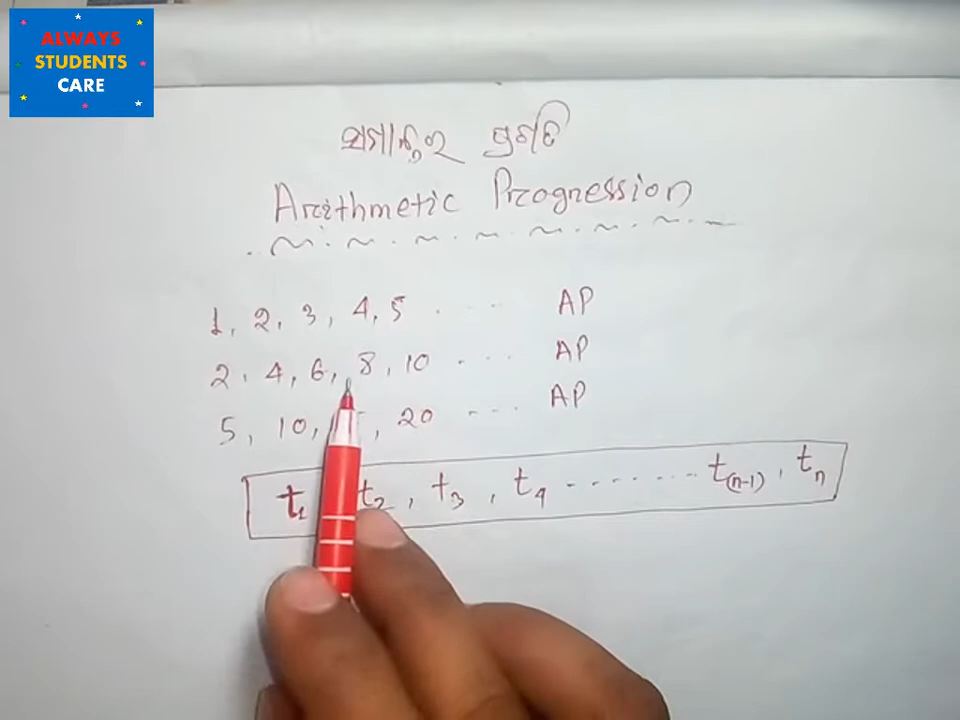 ALWAYS
STUDENTS
CARE
ସମାନ୍ତର ପ୍ରଗତି
Arithmetic Progression
1, 2, 3, 4, 5 . . . . AP
2, 4, 6, 8, 10 . . . . AP
5, 10, 20 . . . . AP
t₁ t₂, t₃, t₄ . . . . . . . . t₍ₙ₋₁₎, tₙ